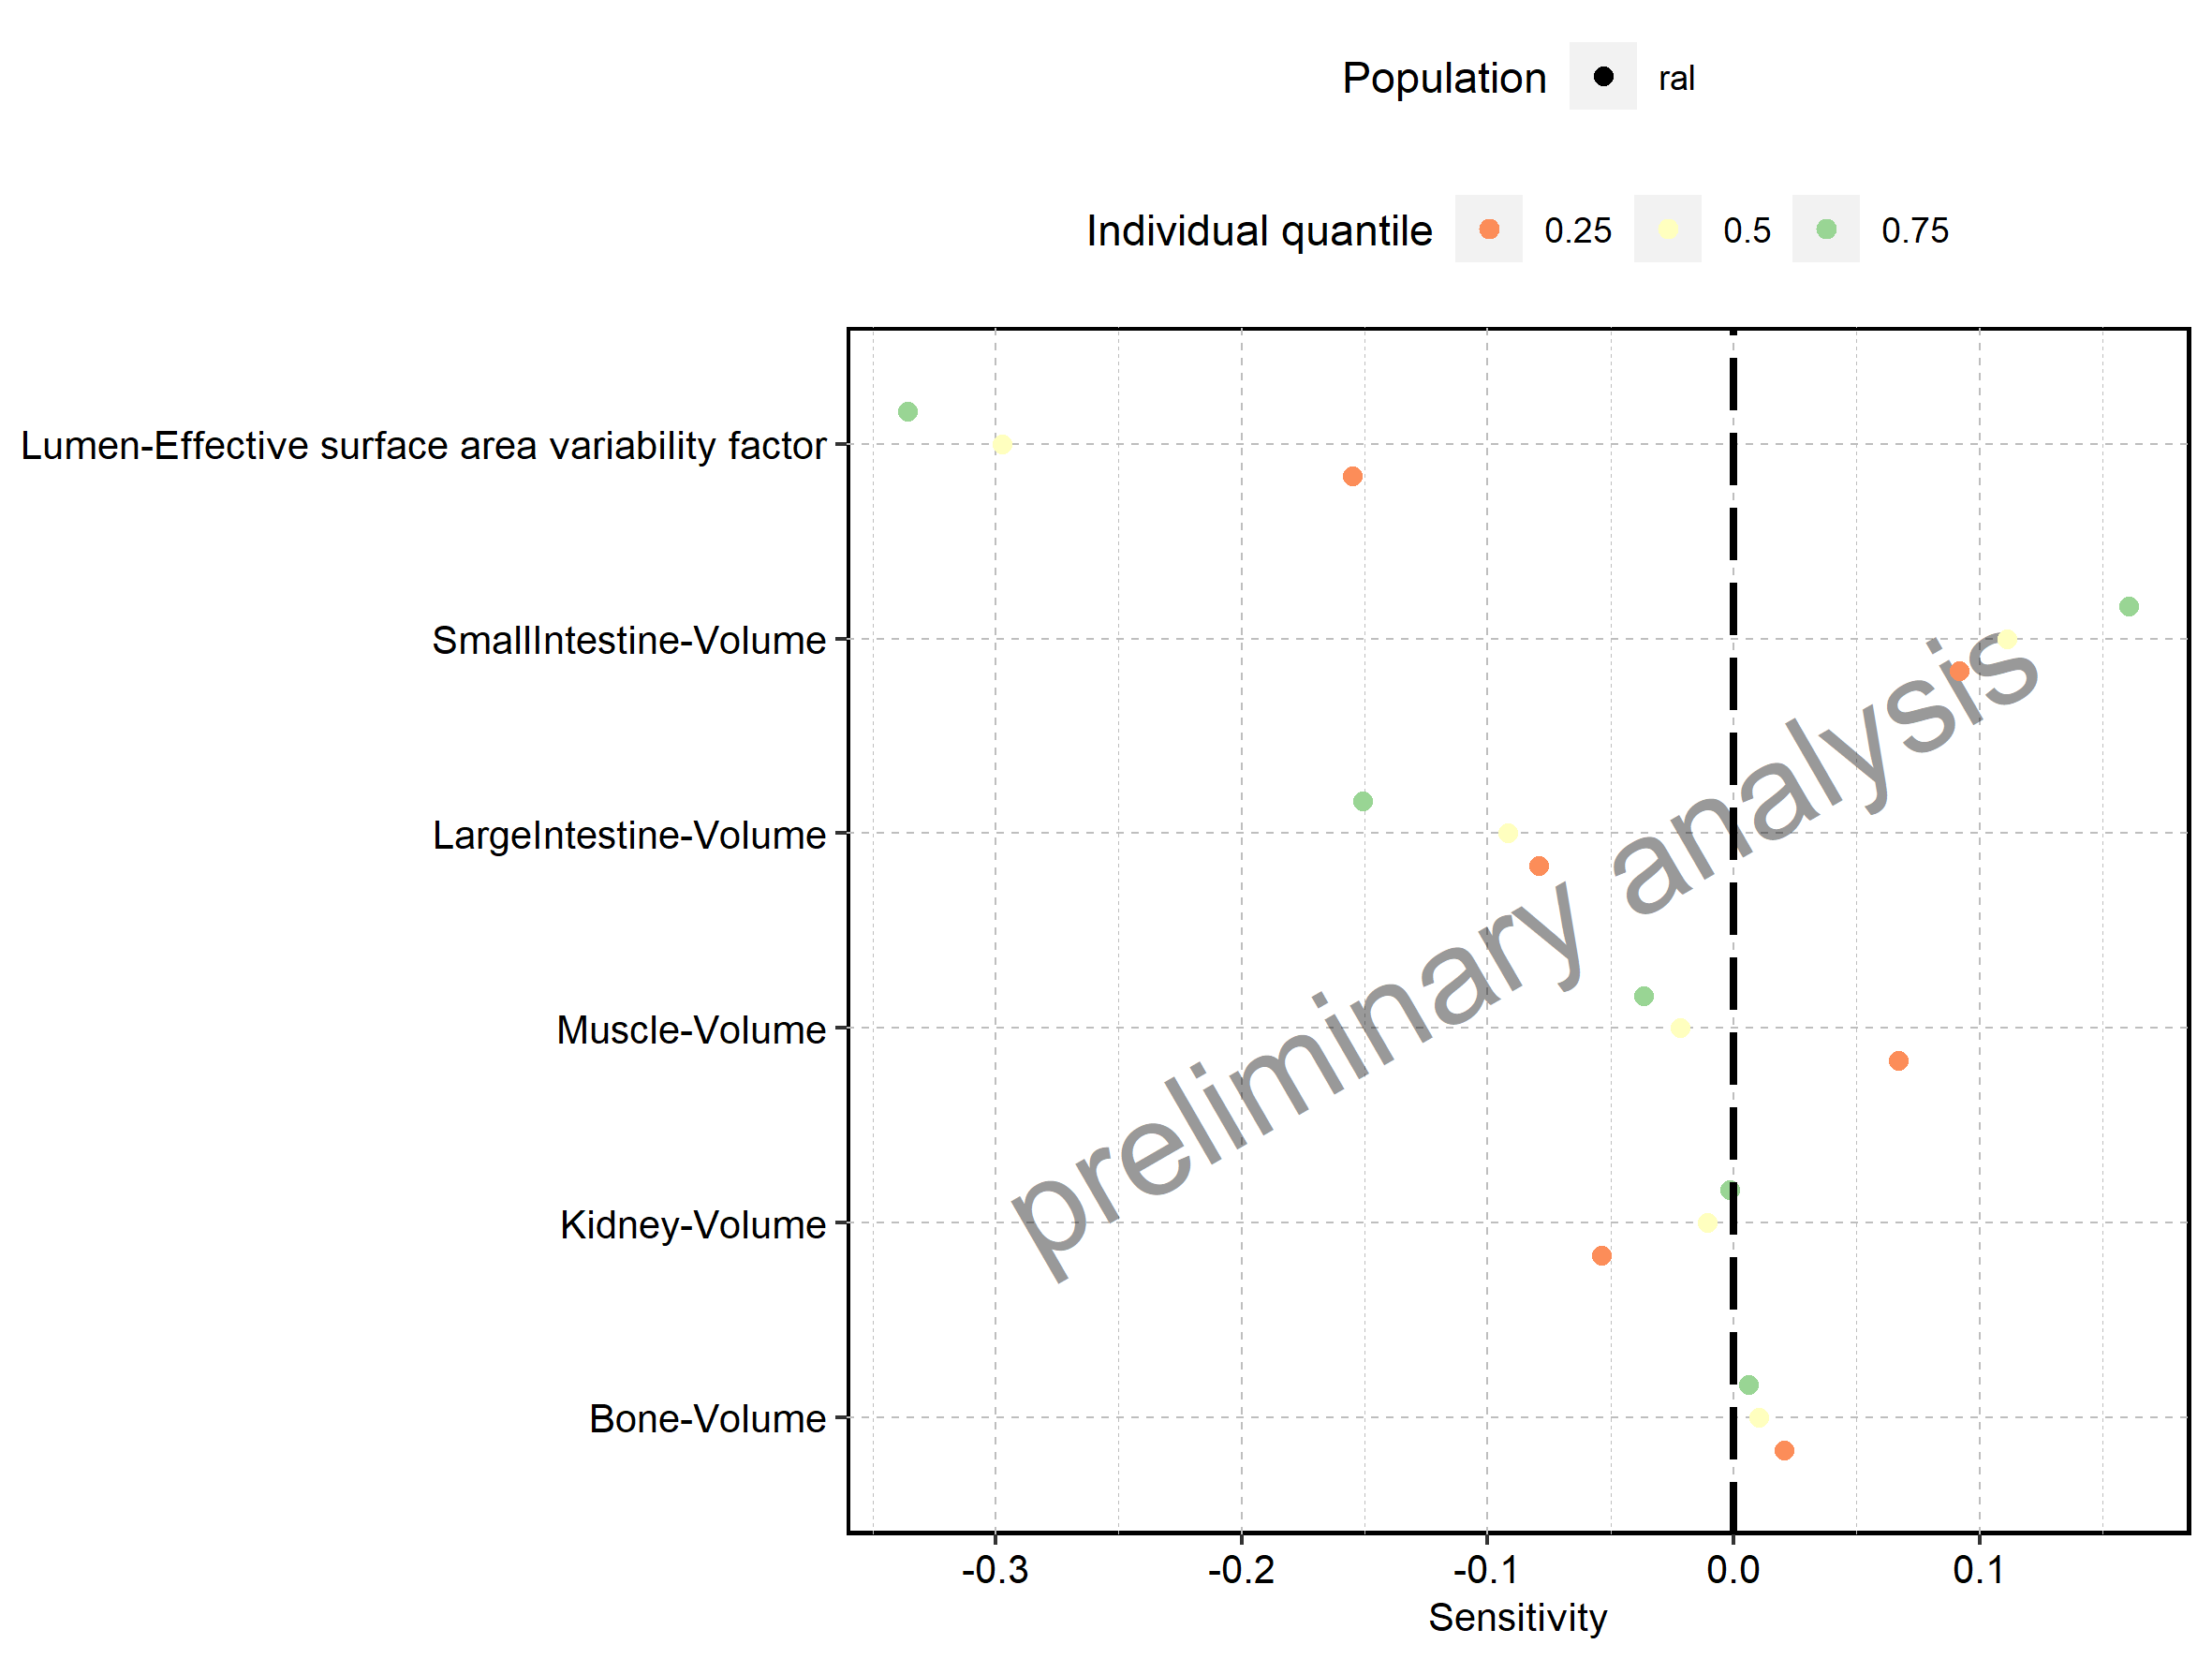 Population ral
Individual quantile 0.25 0.5 0.75
Lumen-Effective surface area variability factor
SmallIntestine-Volume
LargeIntestine-Volume
Muscle-Volume
Kidney-Volume
Bone-Volume
preliminary analysis
-0.3 -0.2 -0.1 0.0 0.1
Sensitivity